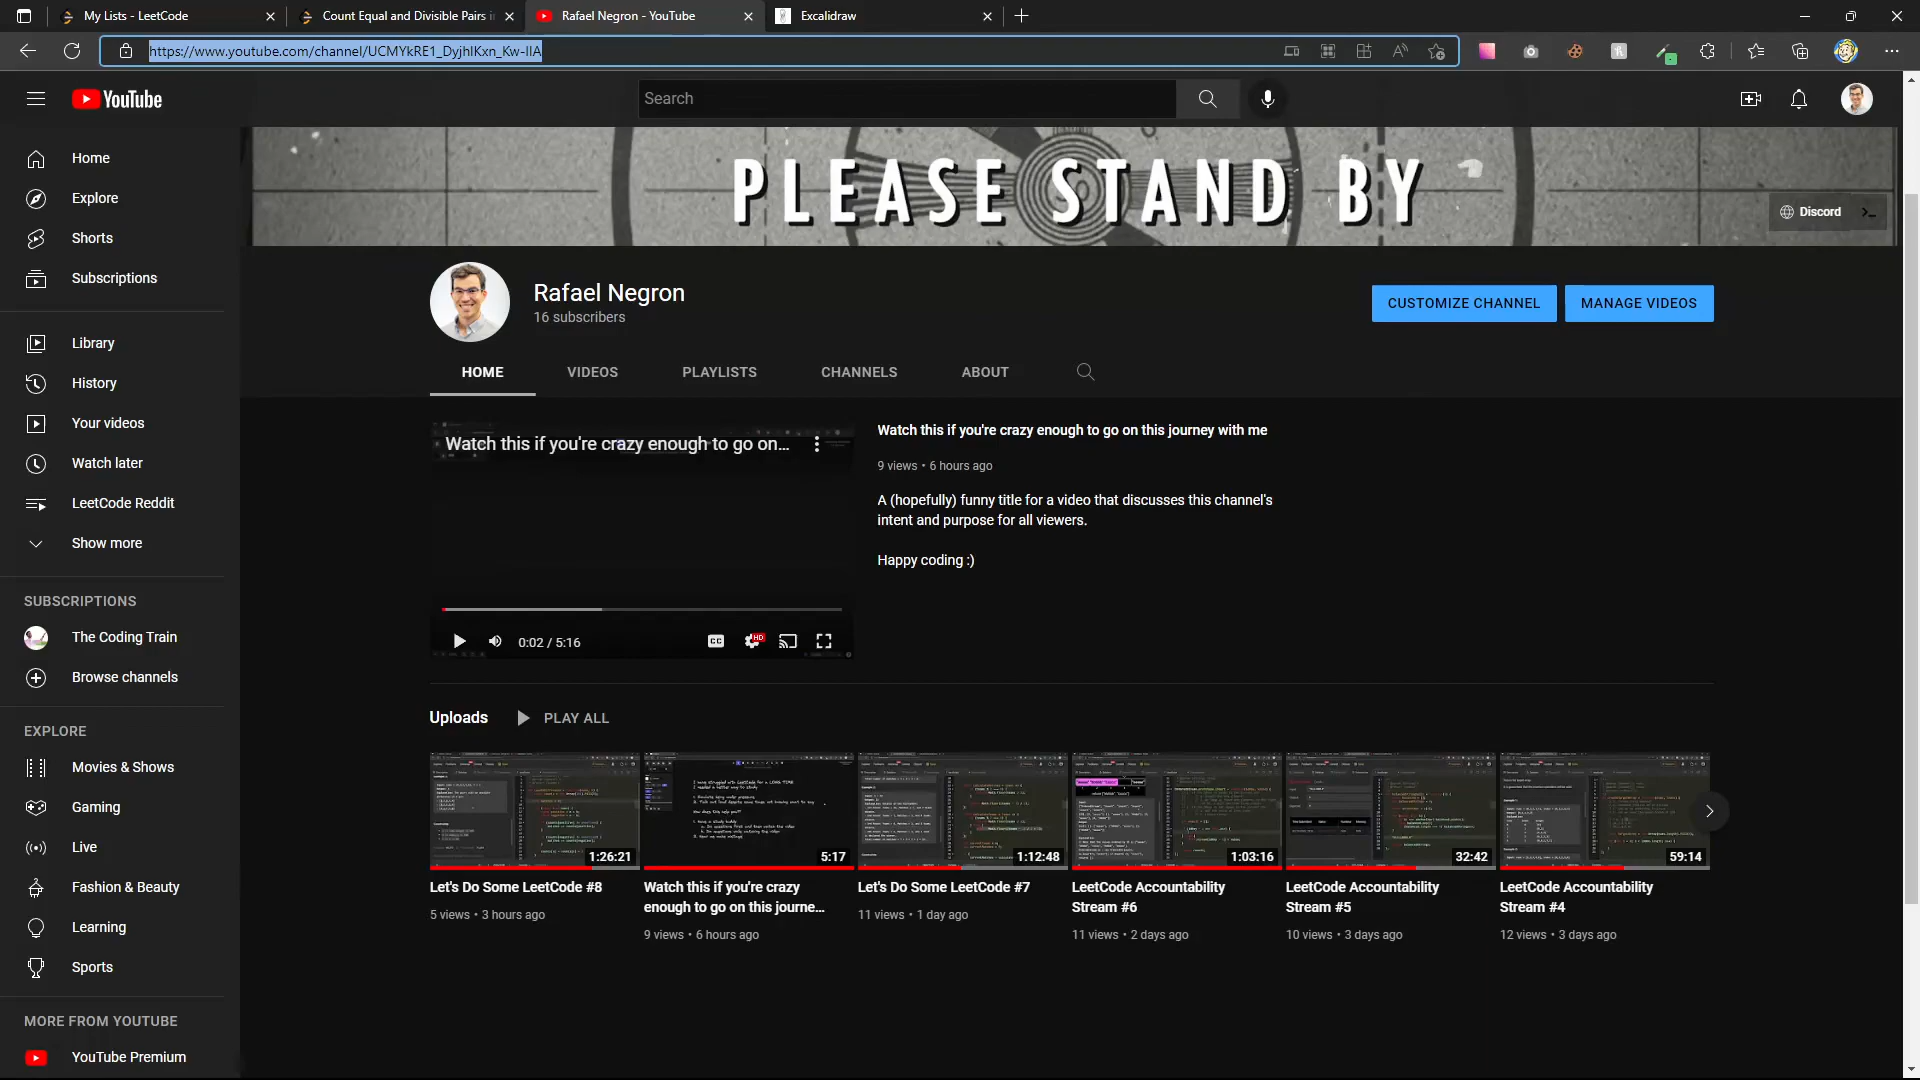 My Lists - LeetCode
Count Equal and Divisible Pairs i
Rafael Negron - YouTube
Excalidraw
https://www.youtube.com/channel/UCMYkRE1_DyjhIKxn_Kw-IIA
YouTube
Search
Home
Explore
Shorts
Subscriptions
Library
History
Your videos
Watch later
LeetCode Reddit
Show more
SUBSCRIPTIONS
The Coding Train
Browse channels
EXPLORE
Movies & Shows
Gaming
Live
Fashion & Beauty
Learning
Sports
MORE FROM YOUTUBE
YouTube Premium
PLEASE STAND BY
Discord
Rafael Negron
16 subscribers
CUSTOMIZE CHANNEL
MANAGE VIDEOS
HOME
VIDEOS
PLAYLISTS
CHANNELS
ABOUT
Watch this if you're crazy enough to go on...
CC
HD
0:02 / 5:16
Watch this if you're crazy enough to go on this journey with me
9 views • 6 hours ago
A (hopefully) funny title for a video that discusses this channel's
intent and purpose for all viewers.
Happy coding :)
Uploads
PLAY ALL
1:26:21
Let's Do Some LeetCode #8
5 views • 3 hours ago
5:17
Watch this if you're crazy
enough to go on this journe...
9 views • 6 hours ago
1:12:48
Let's Do Some LeetCode #7
11 views • 1 day ago
1:03:16
LeetCode Accountability
Stream #6
11 views • 2 days ago
32:42
LeetCode Accountability
Stream #5
10 views • 3 days ago
59:14
LeetCode Accountability
Stream #4
12 views • 3 days ago